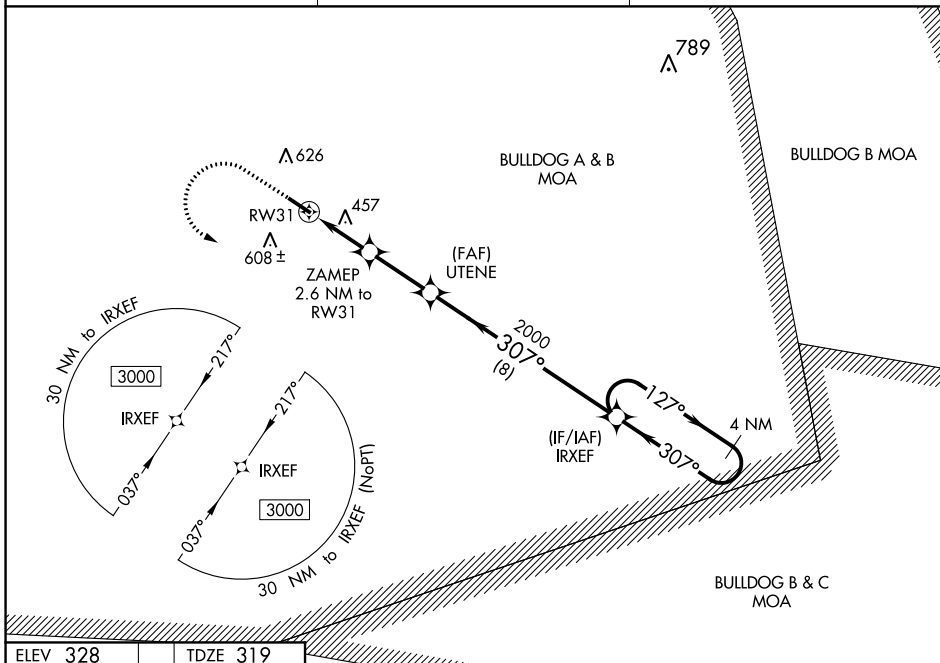 789
626
BULLDOG A & B
MOA
BULLDOG B MOA
RW31
457
608 ±
(FAF)
UTENE
ZAMEP
2.6 NM to
RW31
2000
307°
(8)
30 NM to IRXEF
217°
3000
IRXEF
037°
217°
IRXEF
3000
037°
30 NM to IRXEF (NoPT)
127°
4 NM
(IF/IAF)
IRXEF
307°
BULLDOG B & C
MOA
ELEV 328
TDZE 319